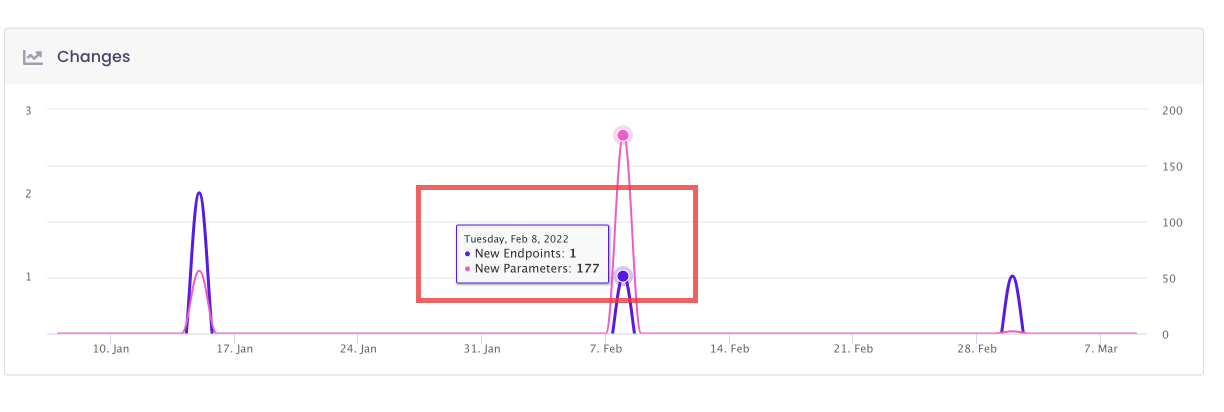 Changes
3
2
1
200
150
100
50
0
Tuesday, Feb 8, 2022
New Endpoints: 1
New Parameters: 177
10. Jan 17. Jan 24. Jan 31. Jan 7. Feb 14. Feb 21. Feb 28. Feb 7. Mar